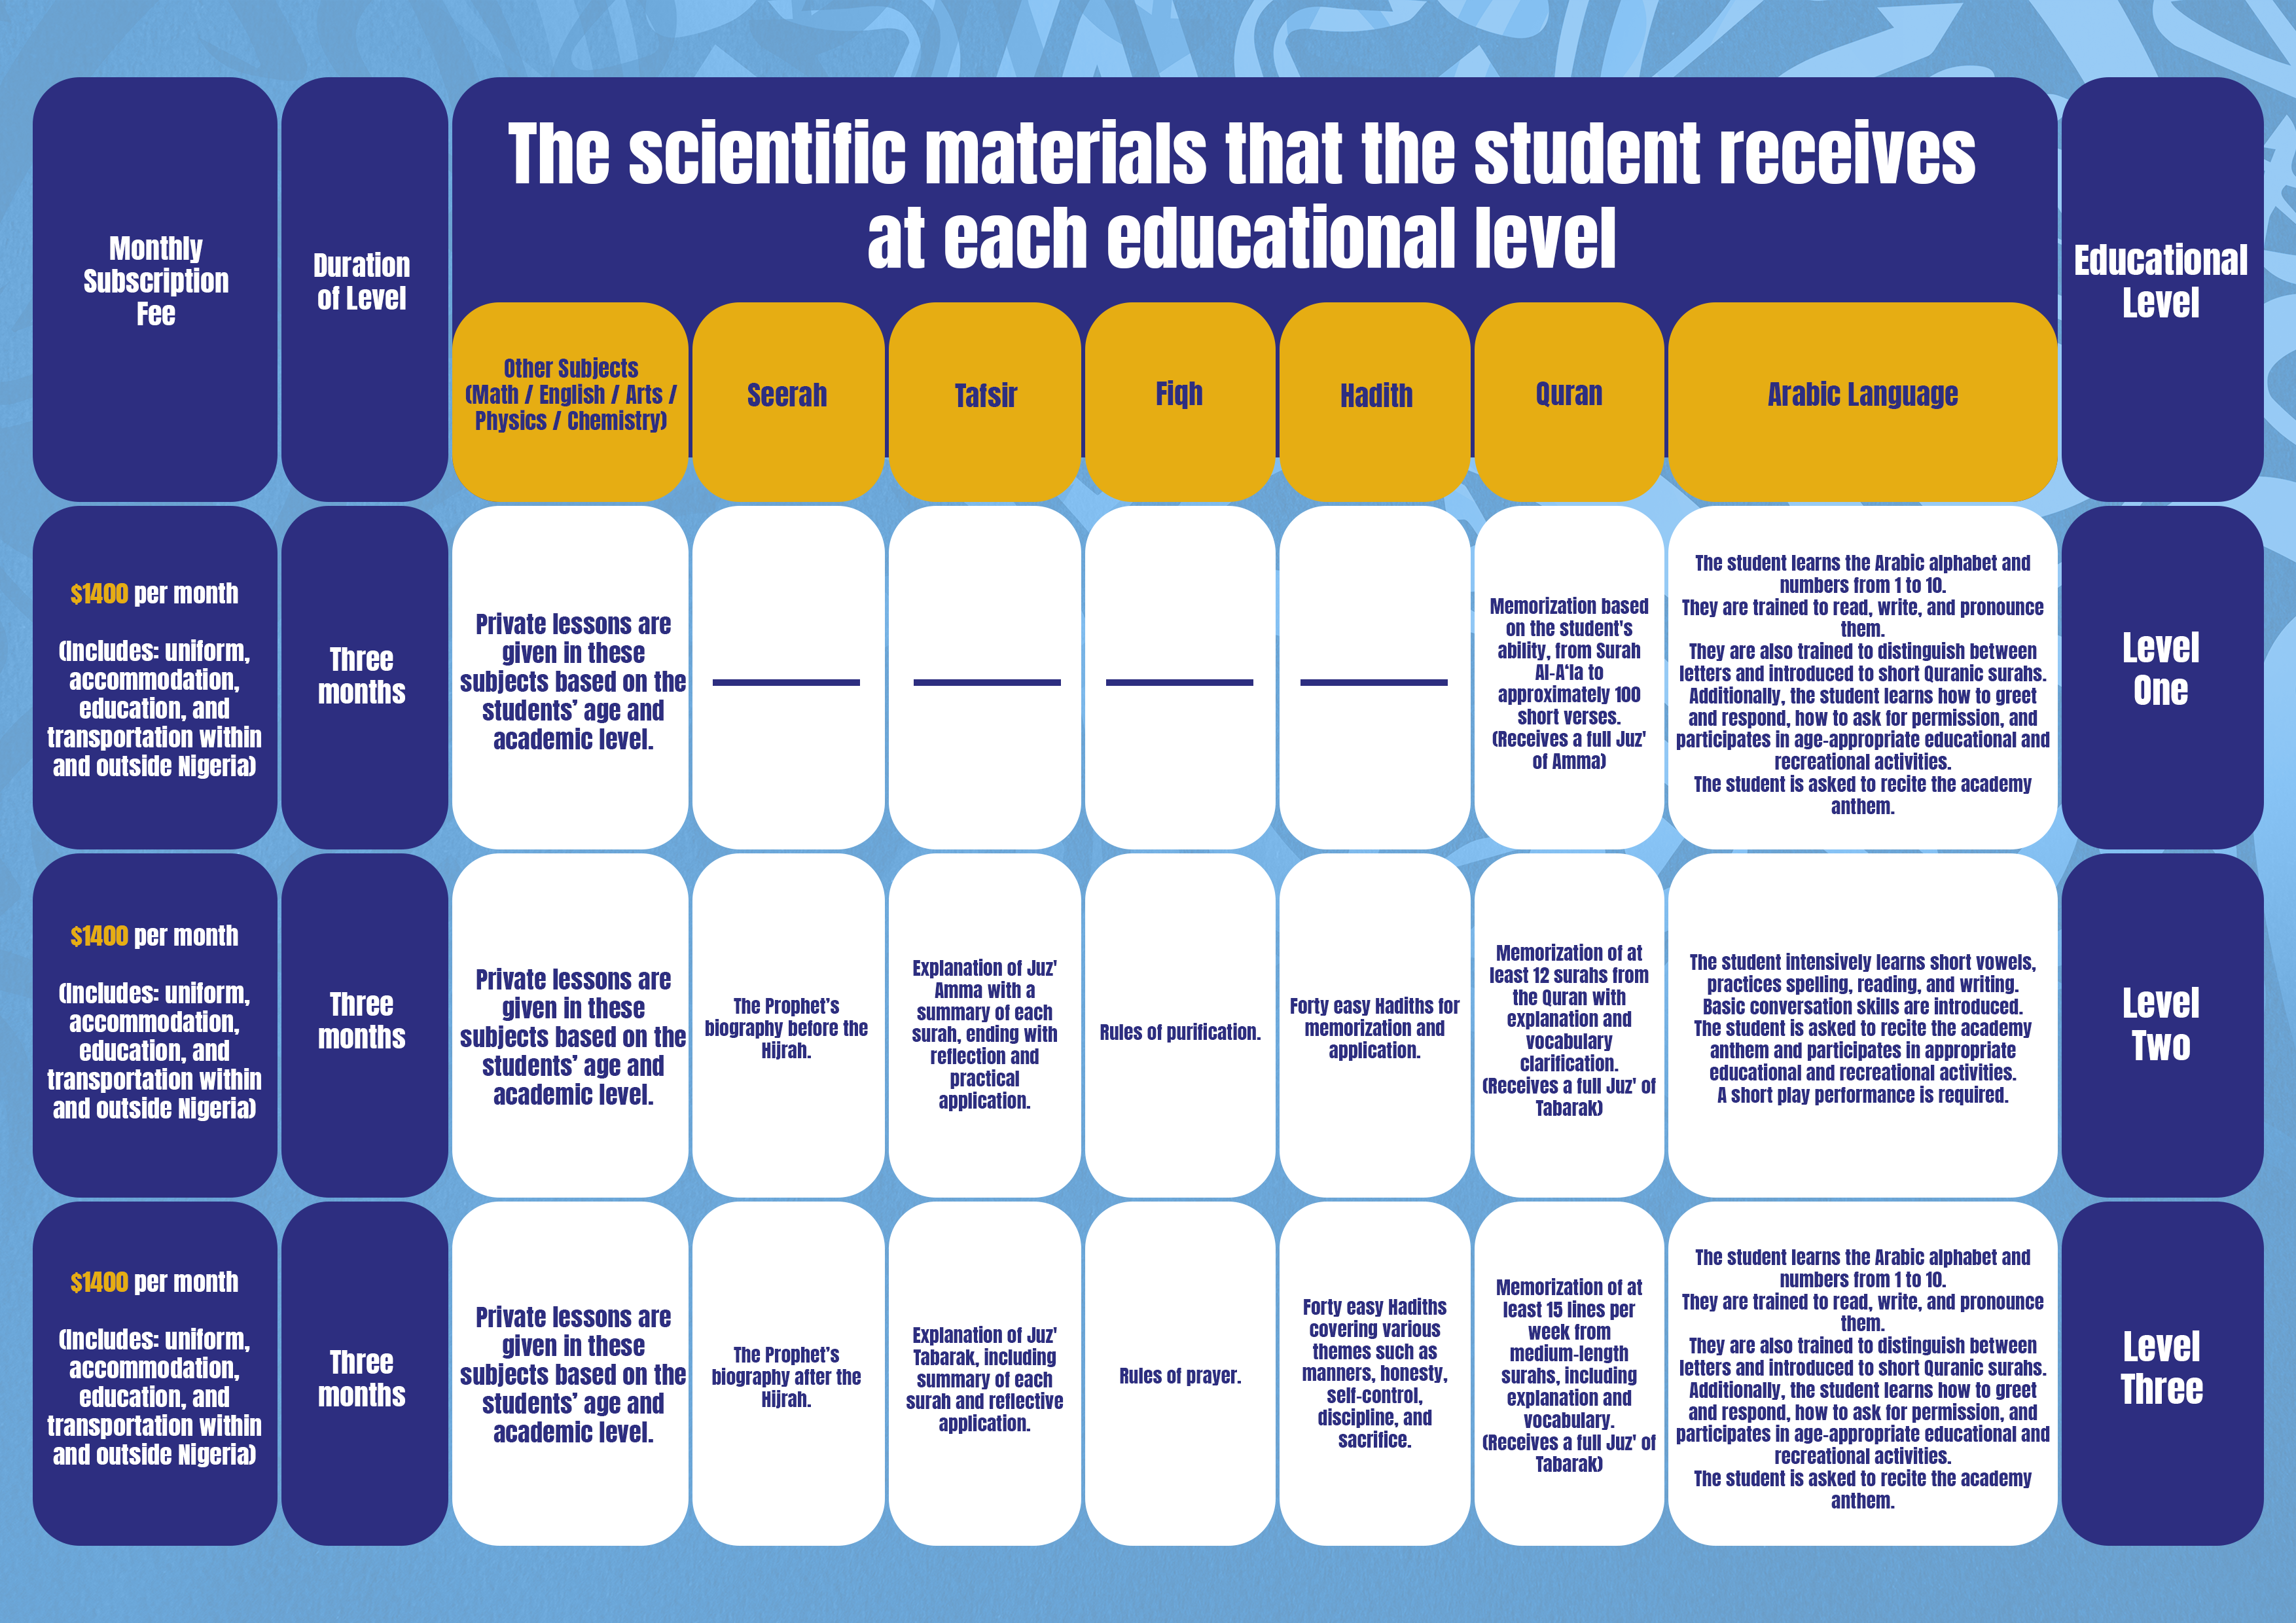 The scientific materials that the student receives
at each educational level
Monthly
Subscription
Fee
Duration
of Level
Other Subjects
(Math / English / Arts /
Physics / Chemistry)
Seerah
Tafsir
Fiqh
Hadith
Quran
Arabic Language
Educational
Level
$1400 per month
(Includes: uniform,
accommodation,
education, and
transportation within
and outside Nigeria)
Three
months
Private lessons are
given in these
subjects based on the
students’ age and
academic level.
Memorization based
on the student's
ability, from Surah
Al-A‘la to
approximately 100
short verses.
(Receives a full Juz'
of Amma)
The student learns the Arabic alphabet and
numbers from 1 to 10.
They are trained to read, write, and pronounce
them.
They are also trained to distinguish between
letters and introduced to short Quranic surahs.
Additionally, the student learns how to greet
and respond, how to ask for permission, and
participates in age-appropriate educational and
recreational activities.
The student is asked to recite the academy
anthem.
Level
One
$1400 per month
(Includes: uniform,
accommodation,
education, and
transportation within
and outside Nigeria)
Three
months
Private lessons are
given in these
subjects based on the
students’ age and
academic level.
The Prophet’s
biography before the
Hijrah.
Explanation of Juz'
Amma with a
summary of each
surah, ending with
reflection and
practical
application.
Rules of purification.
Forty easy Hadiths for
memorization and
application.
Memorization of at
least 12 surahs from
the Quran with
explanation and
vocabulary
clarification.
(Receives a full Juz' of
Tabarak)
The student intensively learns short vowels,
practices spelling, reading, and writing.
Basic conversation skills are introduced.
The student is asked to recite the academy
anthem and participates in appropriate
educational and recreational activities.
A short play performance is required.
Level
Two
$1400 per month
(Includes: uniform,
accommodation,
education, and
transportation within
and outside Nigeria)
Three
months
Private lessons are
given in these
subjects based on the
students’ age and
academic level.
The Prophet’s
biography after the
Hijrah.
Explanation of Juz'
Tabarak, including
summary of each
surah and reflective
application.
Rules of prayer.
Forty easy Hadiths
covering various
themes such as
manners, honesty,
self-control,
discipline, and
sacrifice.
Memorization of at
least 15 lines per
week from
medium-length
surahs, including
explanation and
vocabulary.
(Receives a full Juz' of
Tabarak)
The student learns the Arabic alphabet and
numbers from 1 to 10.
They are trained to read, write, and pronounce
them.
They are also trained to distinguish between
letters and introduced to short Quranic surahs.
Additionally, the student learns how to greet
and respond, how to ask for permission, and
participates in age-appropriate educational and
recreational activities.
The student is asked to recite the academy
anthem.
Level
Three